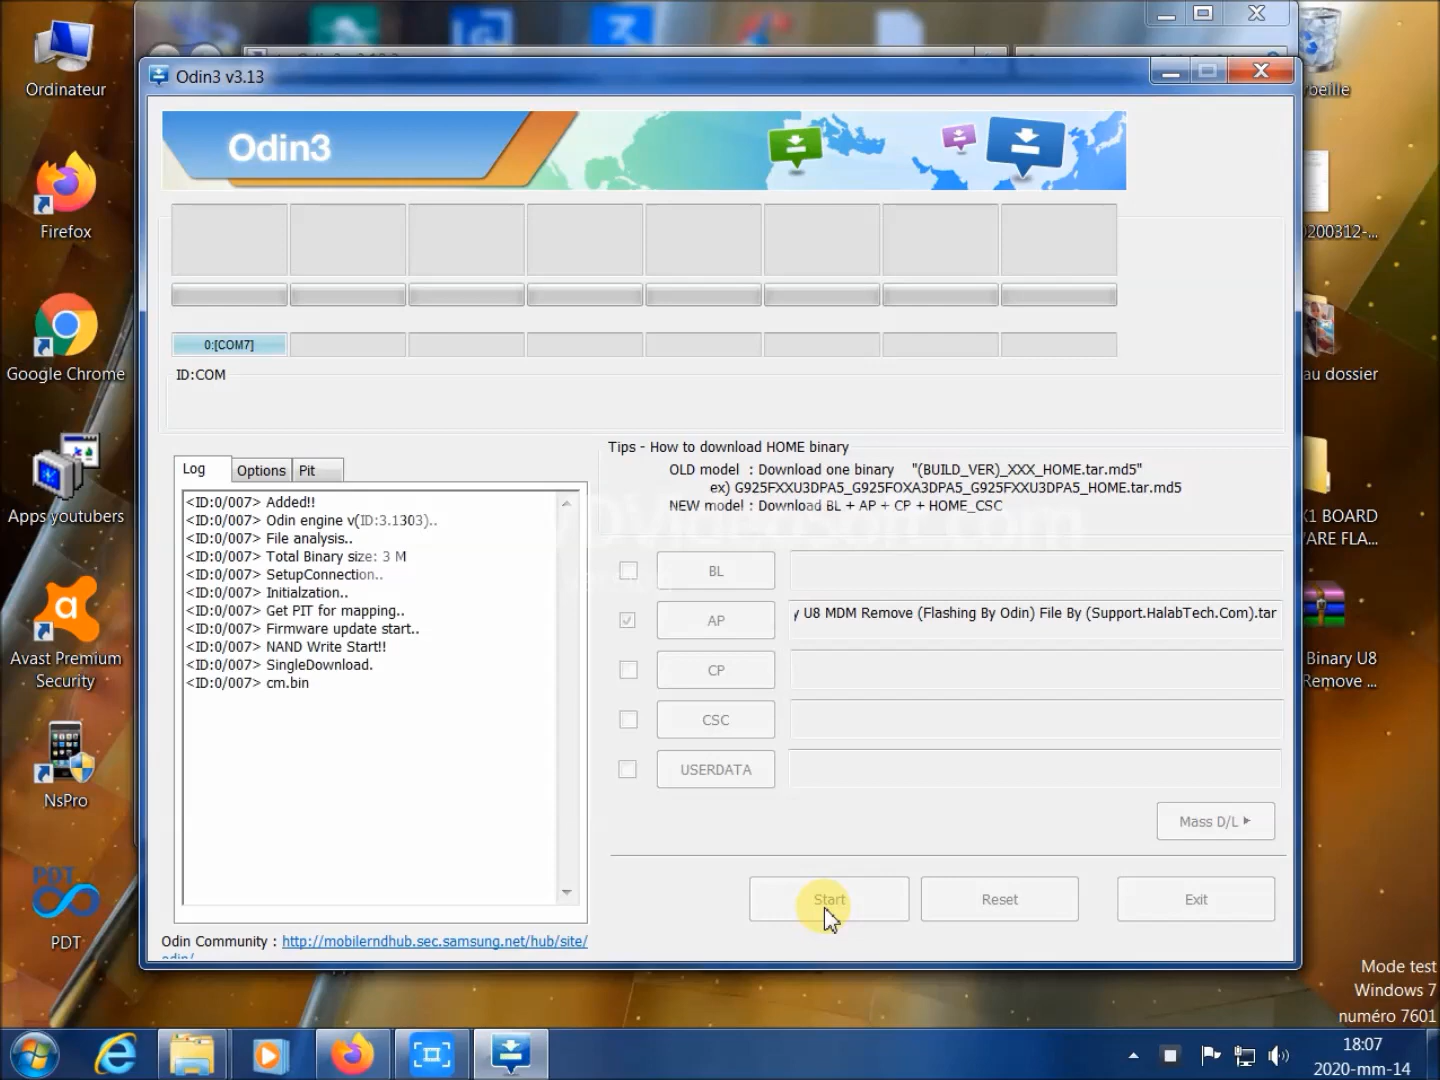 Ordinateur
Firefox
Google Chrome
Apps youtubers
Avast Premium
Security
NsPro
PDT
PDT
Odin3 v3.13
Odin3
0:[COM7]
ID:COM
Log
Options
Pit
<ID:0/007> Added!!
<ID:0/007> Odin engine v(ID:3.1303)..
<ID:0/007> File analysis..
<ID:0/007> Total Binary size: 3 M
<ID:0/007> SetupConnection..
<ID:0/007> Initialzation..
<ID:0/007> Get PIT for mapping..
<ID:0/007> Firmware update start..
<ID:0/007> NAND Write Start!!
<ID:0/007> SingleDownload.
<ID:0/007> cm.bin
Odin Community : http://mobilerndhub.sec.samsung.net/hub/site/
Tips - How to download HOME binary
OLD model : Download one binary "(BUILD_VER)_XXX_HOME.tar.md5"
ex) G925FXXU3DPA5_G925FOXA3DPA5_G925FXXU3DPA5_HOME.tar.md5
NEW model : Download BL + AP + CP + HOME_CSC
BL
AP
y U8 MDM Remove (Flashing By Odin) File By (Support.HalabTech.Com).tar
CP
CSC
USERDATA
Mass D/L
Start
Reset
Exit
beille
0200312-...
au dossier
X1 BOARD
ARE FLA...
Binary U8
Remove ...
Mode test
Windows 7
numéro 7601
18:07
2020-mm-14